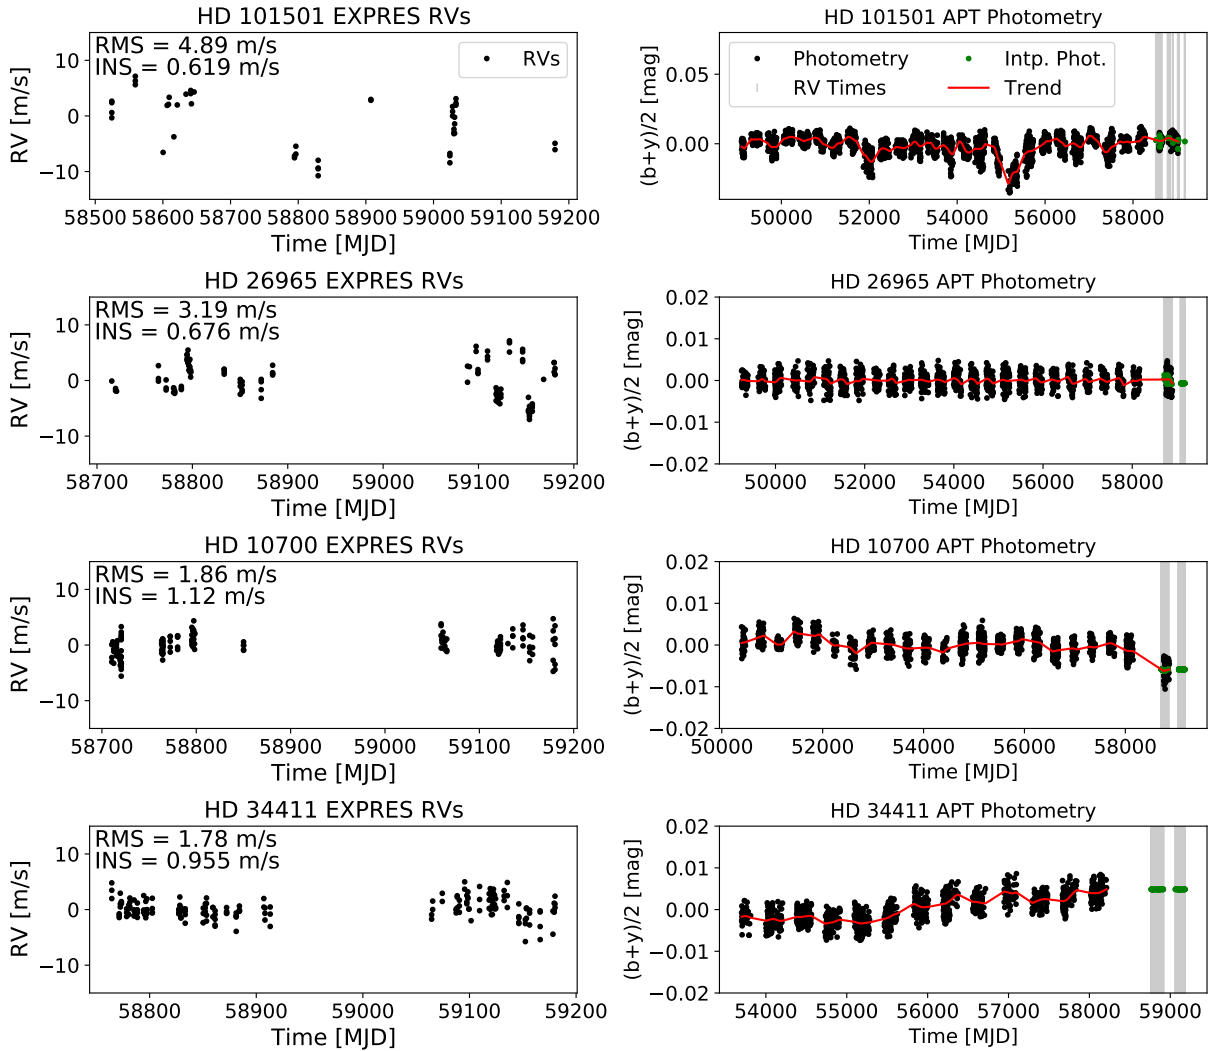 HD 101501 EXPRES RVs
RMS = 4.89 m/s
INS = 0.619 m/s
RVs
RV [m/s]
10
0
−10
58500 58600 58700 58800 58900 59000 59100 59200
Time [MJD]
HD 101501 APT Photometry
Photometry
RV Times
Intp. Phot.
Trend
(b+y)/2 [mag]
0.05
0.00
50000 52000 54000 56000 58000
Time [MJD]
HD 26965 EXPRES RVs
RMS = 3.19 m/s
INS = 0.676 m/s
RV [m/s]
10
0
−10
58700 58800 58900 59000 59100 59200
Time [MJD]
HD 26965 APT Photometry
(b+y)/2 [mag]
0.02
0.01
0.00
−0.01
−0.02
50000 52000 54000 56000 58000
Time [MJD]
HD 10700 EXPRES RVs
RMS = 1.86 m/s
INS = 1.12 m/s
RV [m/s]
10
0
−10
58700 58800 58900 59000 59100 59200
Time [MJD]
HD 10700 APT Photometry
(b+y)/2 [mag]
0.02
0.01
0.00
−0.01
−0.02
50000 52000 54000 56000 58000
Time [MJD]
HD 34411 EXPRES RVs
RMS = 1.78 m/s
INS = 0.955 m/s
RV [m/s]
10
0
−10
58800 58900 59000 59100 59200
Time [MJD]
HD 34411 APT Photometry
(b+y)/2 [mag]
0.02
0.01
0.00
−0.01
−0.02
54000 55000 56000 57000 58000 59000
Time [MJD]